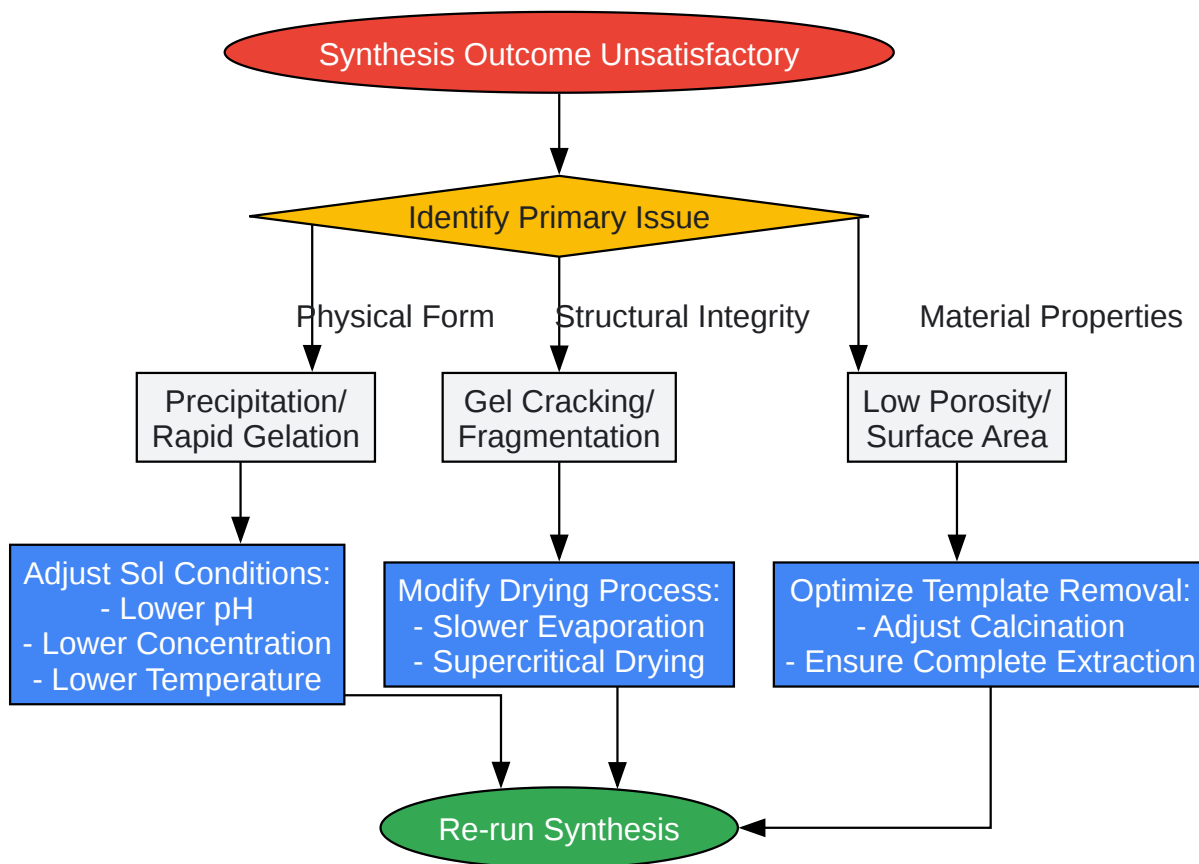 Synthesis Outcome Unsatisfactory
Identify Primary Issue
Physical Form
Structural Integrity
Material Properties
Precipitation/
Rapid Gelation
Gel Cracking/
Fragmentation
Low Porosity/
Surface Area
Adjust Sol Conditions:
- Lower pH
- Lower Concentration
- Lower Temperature
Modify Drying Process:
- Slower Evaporation
- Supercritical Drying
Optimize Template Removal:
- Adjust Calcination
- Ensure Complete Extraction
Re-run Synthesis